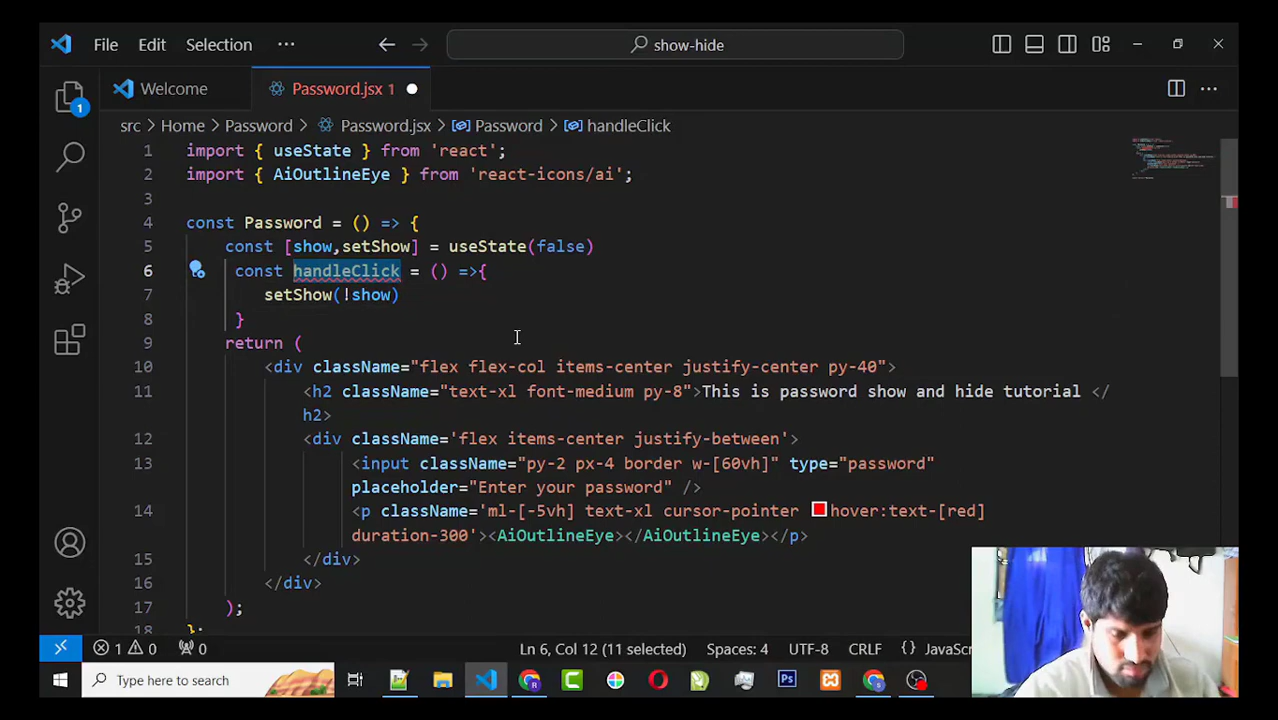 File Edit Selection ··· show-hide
Welcome Password.jsx 1
src > Home > Password > Password.jsx > Password > handleClick
1 import { useState } from 'react';
2 import { AiOutlineEye } from 'react-icons/ai';
3
4 const Password = () => {
5 const [show,setShow] = useState(false)
6 const handleClick = () =>{
7 setShow(!show)
8 }
9 return (
10 <div className="flex flex-col items-center justify-center py-40">
11 <h2 className="text-xl font-medium py-8">This is password show and hide tutorial </
h2>
12 <div className='flex items-center justify-between'>
13 <input className="py-2 px-4 border w-[60vh]" type="password"
placeholder="Enter your password" />
14 <p className='ml-[-5vh] text-xl cursor-pointer hover:text-[red]
duration-300'><AiOutlineEye></AiOutlineEye></p>
15 </div>
16 </div>
17 );
18 };
1
1 0 0 Ln 6, Col 12 (11 selected) Spaces: 4 UTF-8 CRLF {} JavaSc
Type here to search
Ps